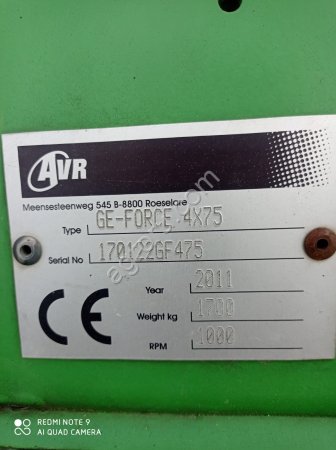 AVR
Meensesteenweg 545 B-8800 Roeselare
Type GE-FORCE 4X75
Serial No 170122GF475
Year 2011
Weight kg 1700
RPM 1000
CE
REDMI NOTE 9
AI QUAD CAMERA